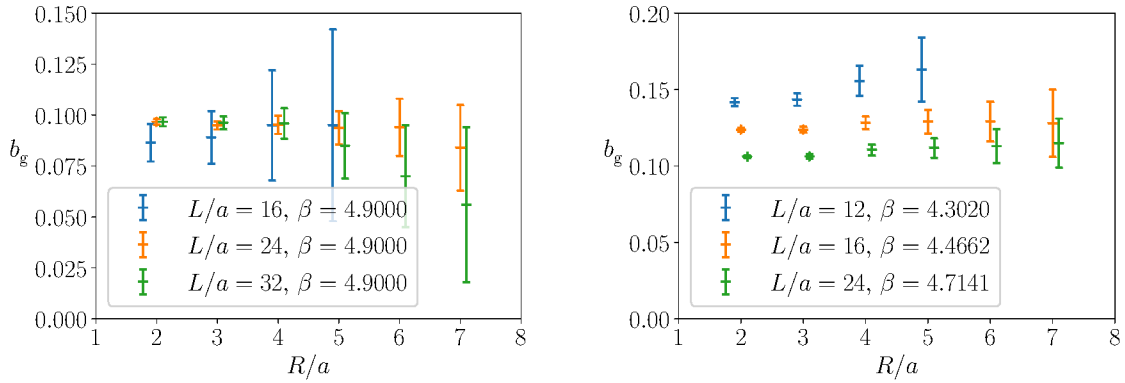 0.150
0.125
0.100
b_g
0.075
0.050
0.025
0.000
L/a = 16, β = 4.9000
L/a = 24, β = 4.9000
L/a = 32, β = 4.9000
1 2 3 4 5 6 7 8
R/a
0.20
0.15
b_g
0.10
0.05
0.00
L/a = 12, β = 4.3020
L/a = 16, β = 4.4662
L/a = 24, β = 4.7141
1 2 3 4 5 6 7 8
R/a